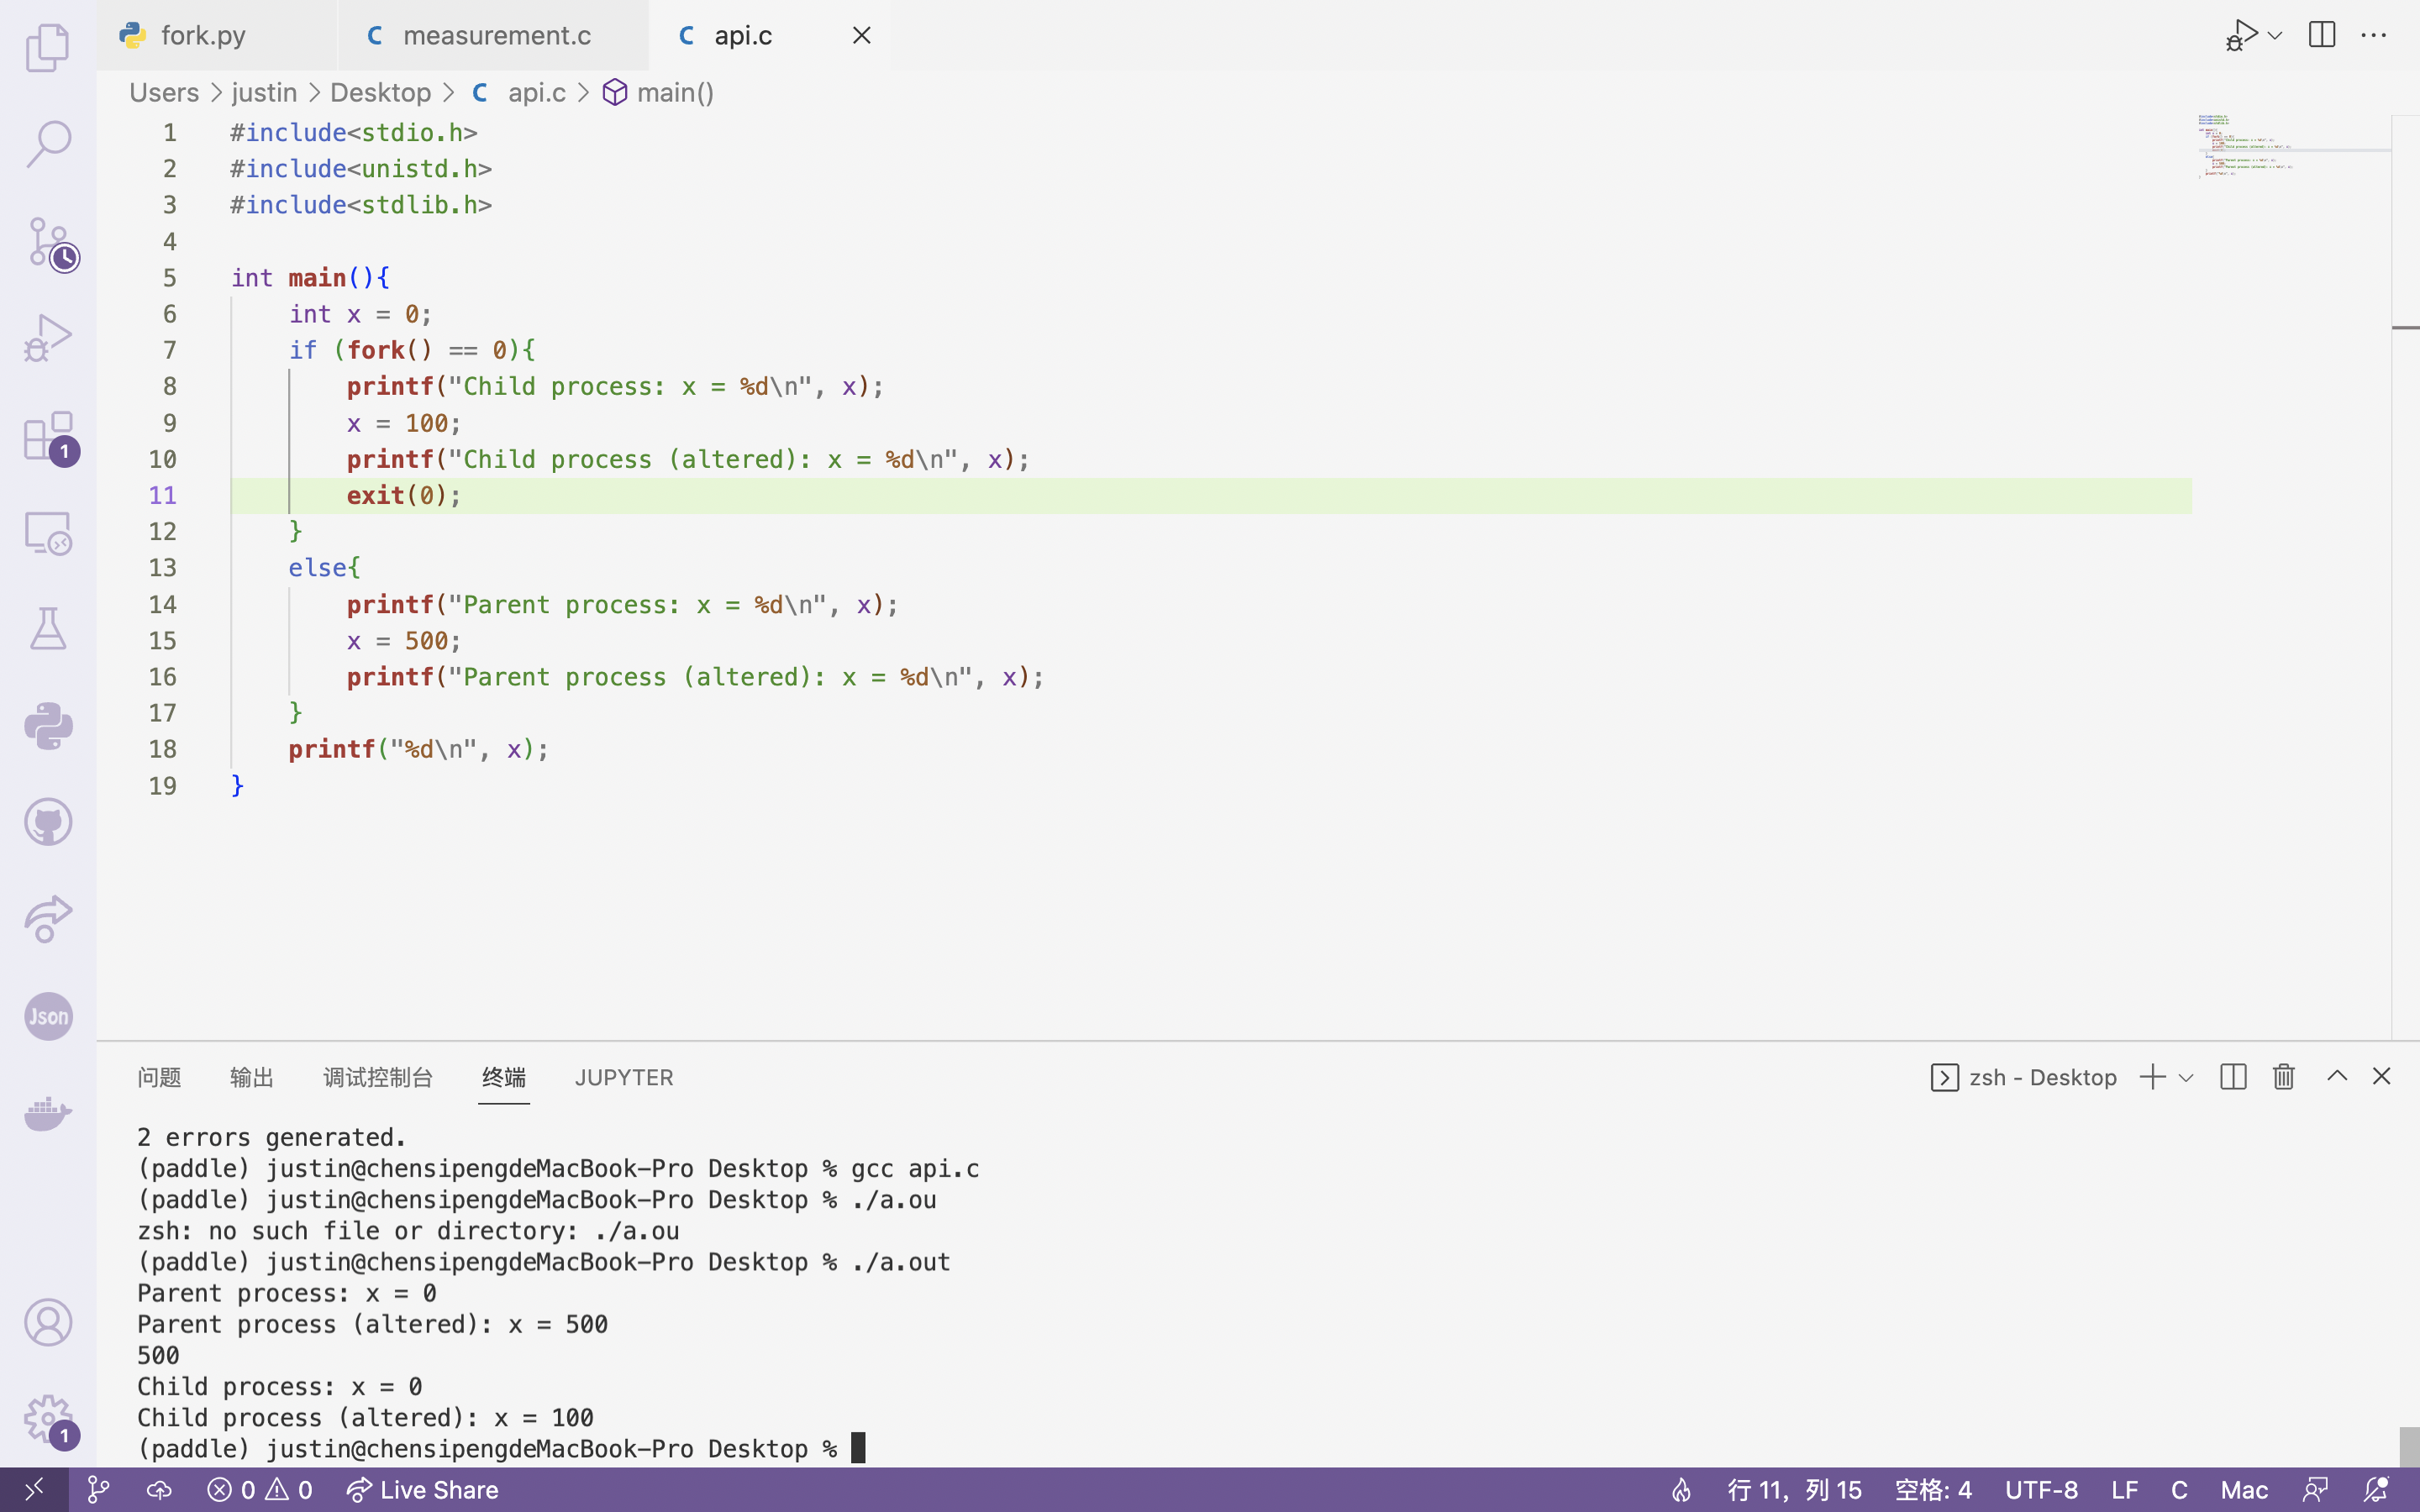 fork.py
C measurement.c
C api.c
Users > justin > Desktop > C api.c > main()
1 #include<stdio.h>
2 #include<unistd.h>
3 #include<stdlib.h>
4
5 int main(){
6     int x = 0;
7     if (fork() == 0){
8         printf("Child process: x = %d\n", x);
9         x = 100;
10         printf("Child process (altered): x = %d\n", x);
11         exit(0);
12     }
13     else{
14         printf("Parent process: x = %d\n", x);
15         x = 500;
16         printf("Parent process (altered): x = %d\n", x);
17     }
18     printf("%d\n", x);
19 }
1
Json
1
问题 输出 调试控制台 终端 JUPYTER
zsh - Desktop
2 errors generated.
(paddle) justin@chensipengdeMacBook-Pro Desktop % gcc api.c
(paddle) justin@chensipengdeMacBook-Pro Desktop % ./a.ou
zsh: no such file or directory: ./a.ou
(paddle) justin@chensipengdeMacBook-Pro Desktop % ./a.out
Parent process: x = 0
Parent process (altered): x = 500
500
Child process: x = 0
Child process (altered): x = 100
(paddle) justin@chensipengdeMacBook-Pro Desktop %
0 0 Live Share
行 11, 列 15 空格: 4 UTF-8 LF C Mac